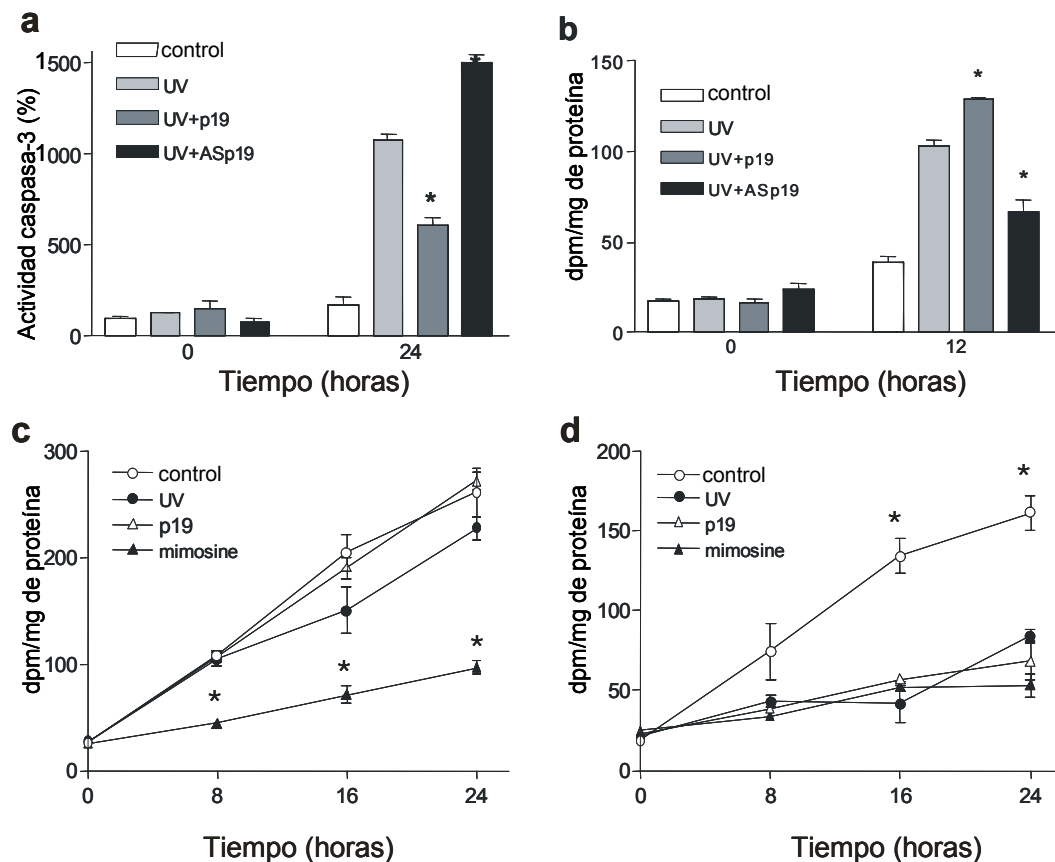 a
control
UV
UV+p19
UV+ASp19
Actividad caspasa-3 (%)
1500
1000
500
0
*
*
0
24
Tiempo (horas)
b
control
UV
UV+p19
UV+ASp19
dpm/mg de proteína
150
100
50
0
*
*
0
12
Tiempo (horas)
c
control
UV
p19
mimosine
dpm/mg de proteína
300
200
100
0
*
*
*
0
8
16
24
Tiempo (horas)
d
control
UV
p19
mimosine
dpm/mg de proteína
200
150
100
50
0
*
*
0
8
16
24
Tiempo (horas)